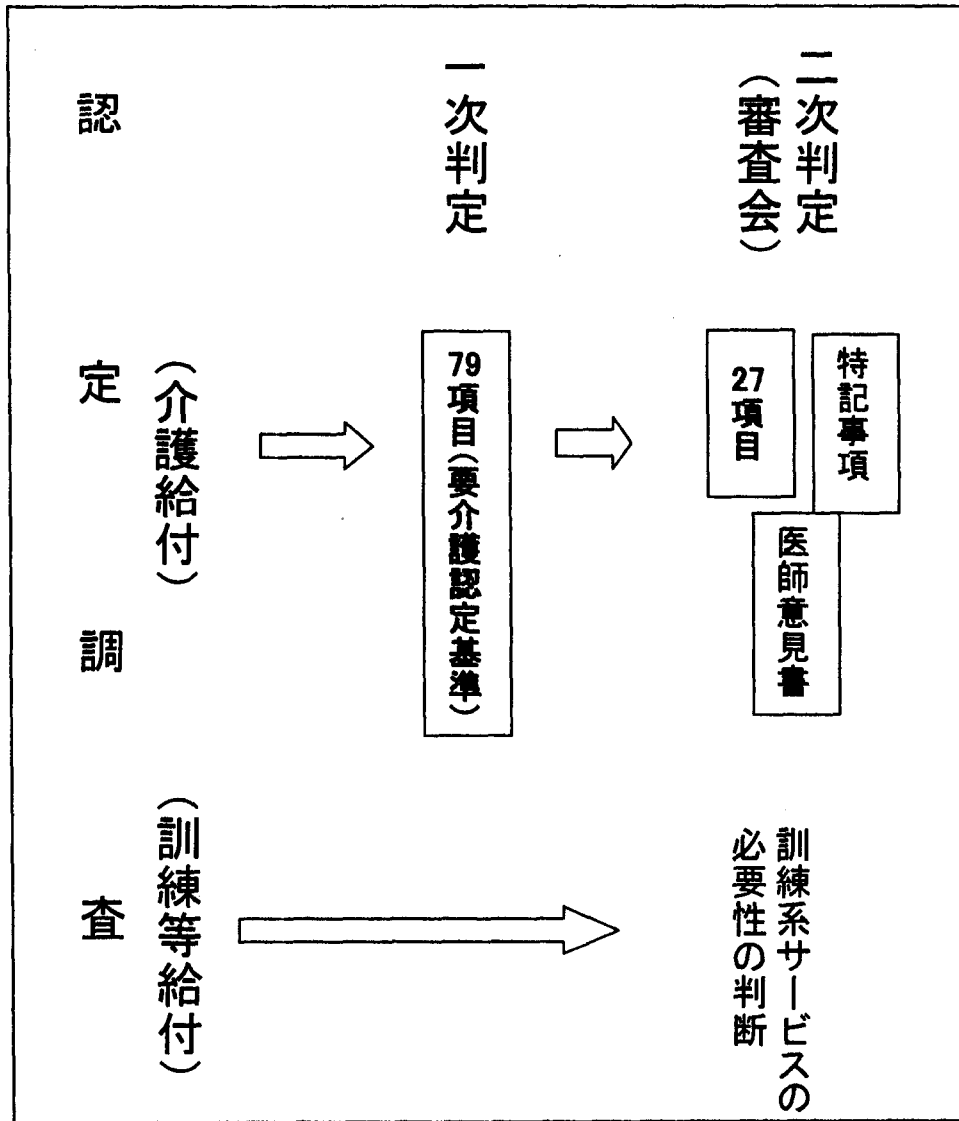 認定調査
一次判定
二次判定
（審査会）
（介護給付）
79項目（要介護認定基準）
27項目
特記事項
医師意見書
（訓練等給付）
訓練系サービスの
必要性の判断